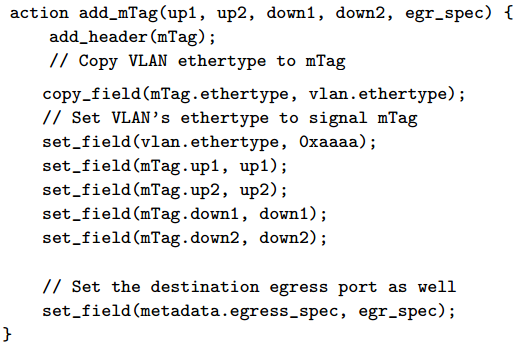 action add_mTag(up1, up2, down1, down2, egr_spec) {
add_header(mTag);
// Copy VLAN ethertype to mTag
copy_field(mTag.ethertype, vlan.ethertype);
// Set VLAN's ethertype to signal mTag
set_field(vlan.ethertype, 0xaaaa);
set_field(mTag.up1, up1);
set_field(mTag.up2, up2);
set_field(mTag.down1, down1);
set_field(mTag.down2, down2);
// Set the destination egress port as well
set_field(metadata.egress_spec, egr_spec);
}